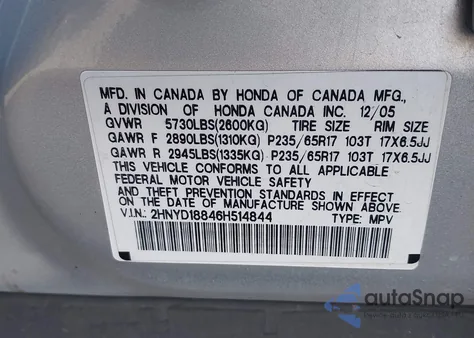 MFD. IN CANADA BY HONDA OF CANADA MFG.,
A DIVISION OF HONDA CANADA INC. 12/05
GVWR 5730LBS(2600KG) TIRE SIZE RIM SIZE
GAWR F 2890LBS(1310KG) P235/65R17 103T 17X6.5JJ
GAWR R 2945LBS(1335KG) P235/65R17 103T 17X6.5JJ
THIS VEHICLE CONFORMS TO ALL APPLICABLE
FEDERAL MOTOR VEHICLE SAFETY
AND THEFT PREVENTION STANDARDS IN EFFECT
ON THE DATE OF MANUFACTURE SHOWN ABOVE.
V.I.N.: 2HNYD18846H514844 TYPE: MPV
autoSnap